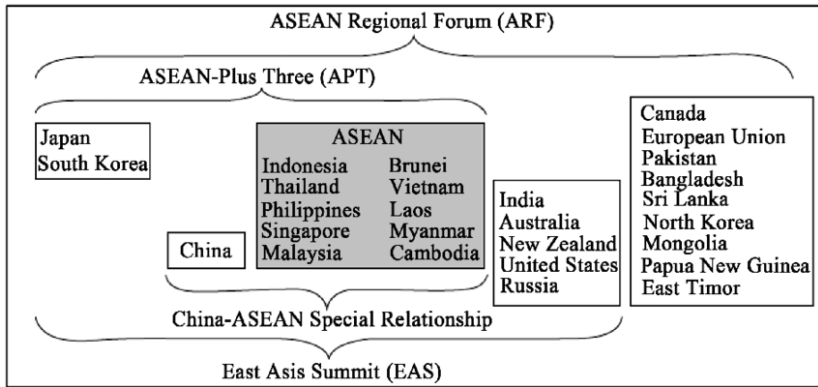 ASEAN Regional Forum (ARF)
ASEAN-Plus Three (APT)
Japan
South Korea
China
ASEAN
Indonesia Brunei
Thailand Vietnam
Philippines Laos
Singapore Myanmar
Malaysia Cambodia
India
Australia
New Zealand
United States
Russia
Canada
European Union
Pakistan
Bangladesh
Sri Lanka
North Korea
Mongolia
Papua New Guinea
East Timor
China-ASEAN Special Relationship
East Asis Summit (EAS)